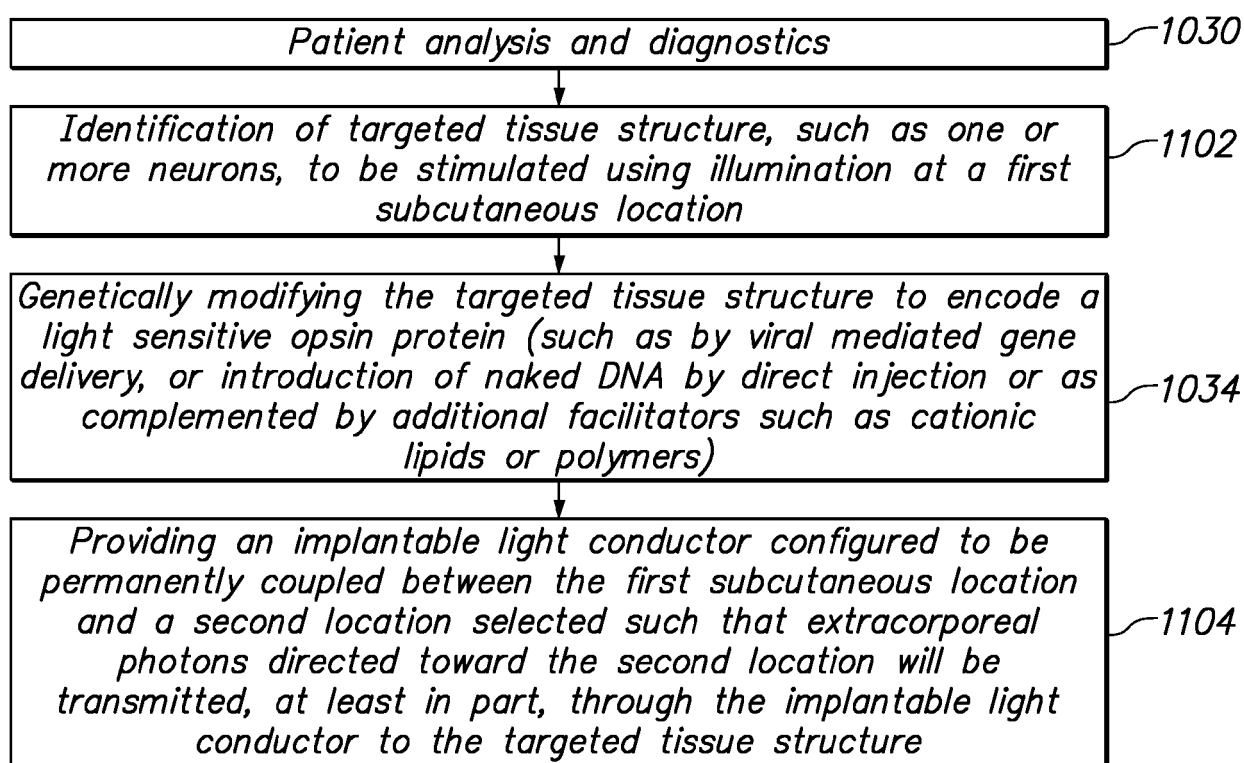 Patient analysis and diagnostics
1030
Identification of targeted tissue structure, such as one or
more neurons, to be stimulated using illumination at a first
subcutaneous location
1102
Genetically modifying the targeted tissue structure to encode a
light sensitive opsin protein (such as by viral mediated gene
delivery, or introduction of naked DNA by direct injection or as
complemented by additional facilitators such as cationic
lipids or polymers)
1034
Providing an implantable light conductor configured to be
permanently coupled between the first subcutaneous location
and a second location selected such that extracorporeal
photons directed toward the second location will be
transmitted, at least in part, through the implantable light
conductor to the targeted tissue structure
1104